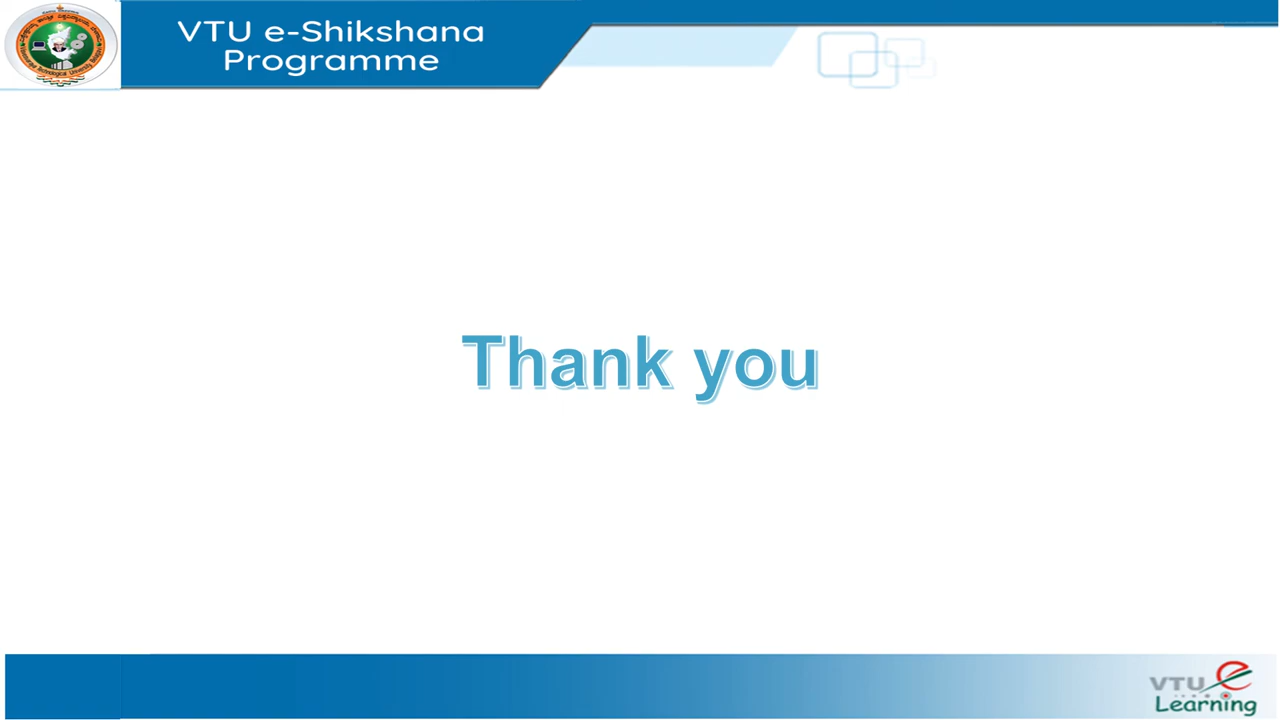 VTU e-Shikshana
Programme
Thank you
VTU e
Learning